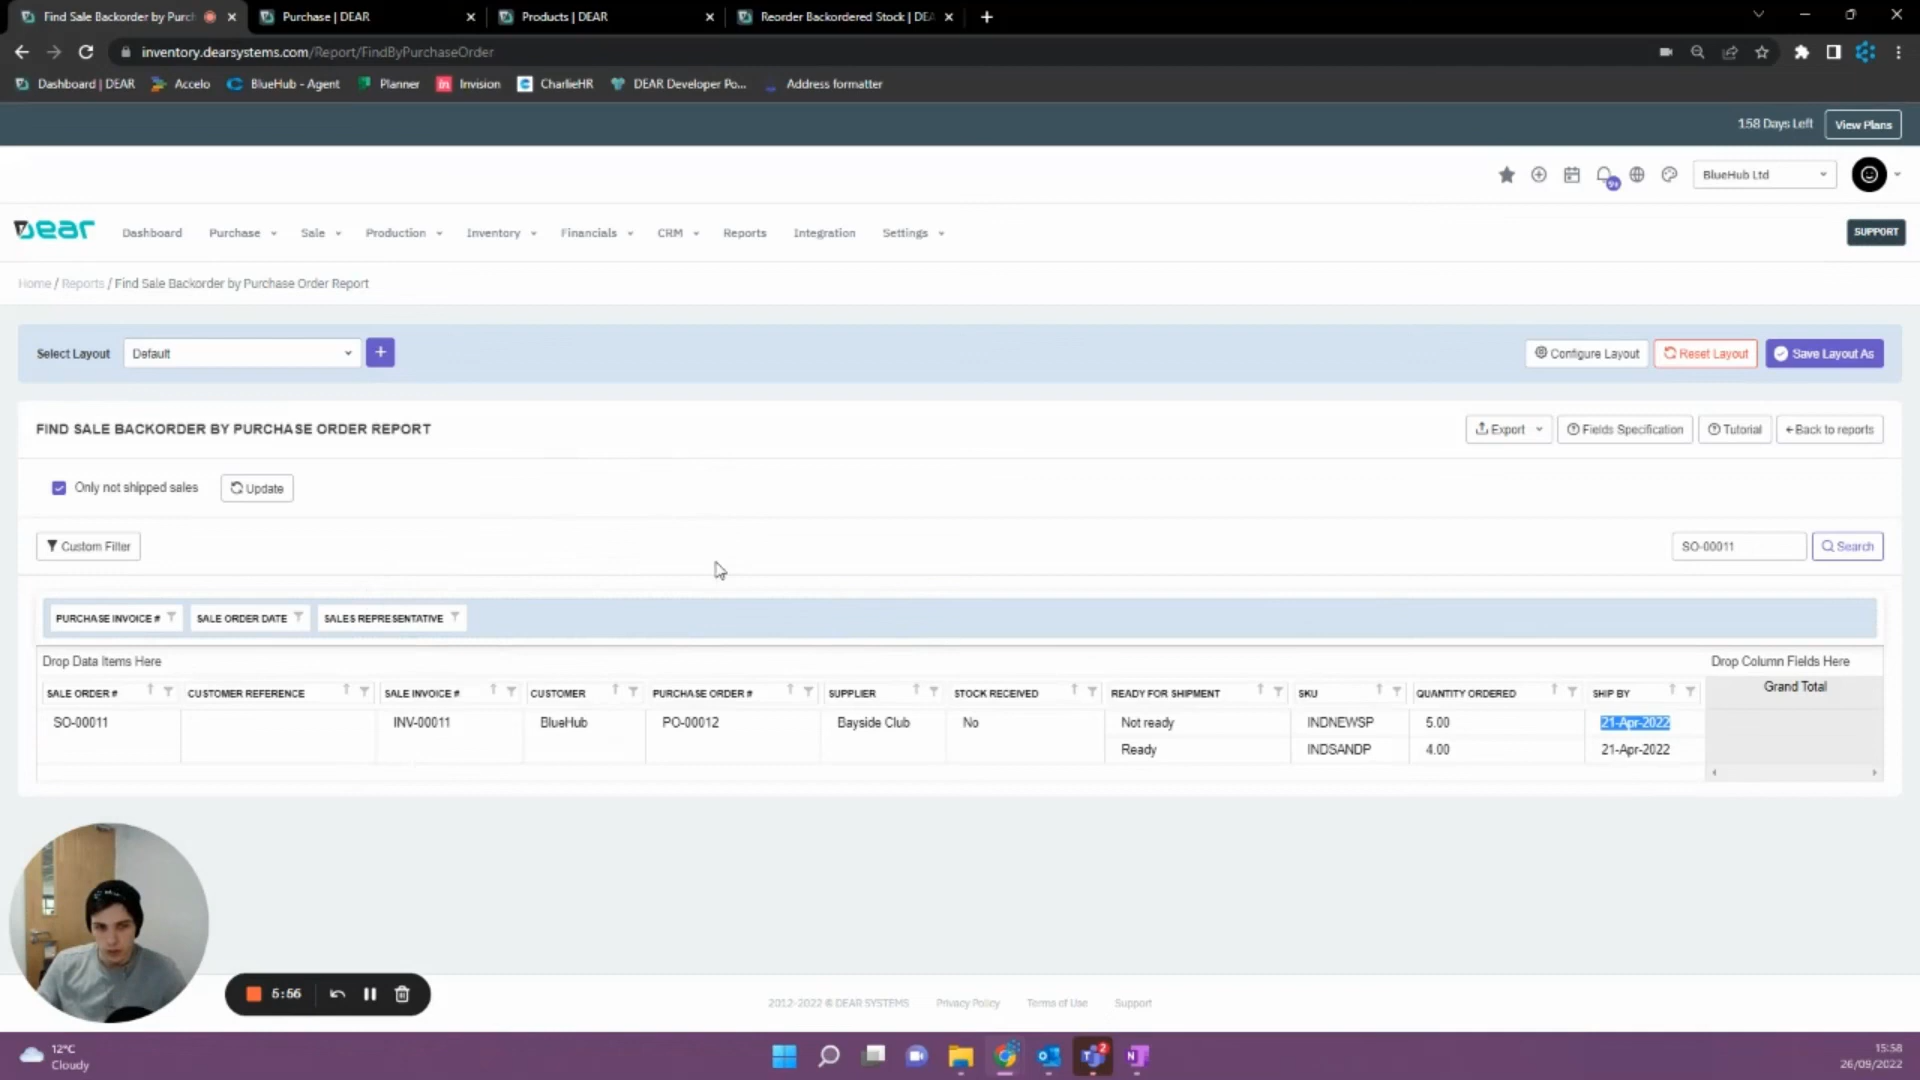 Find Sale Backorder by Purch
Purchase | DEAR
Products | DEAR
Reorder Backordered Stock | DEA
inventory.dearsystems.com/Report/FindByPurchaseOrder
Dashboard | DEAR
Accelo
BlueHub - Agent
Planner
in Invision
CharlieHR
DEAR Developer Po...
Address formatter
158 Days Left
View Plans
9+
BlueHub Ltd
Dear
Dashboard
Purchase
Sale
Production
Inventory
Financials
CRM
Reports
Integration
Settings
SUPPORT
Home / Reports / Find Sale Backorder by Purchase Order Report
Select Layout
Default
+
Configure Layout
Reset Layout
Save Layout As
FIND SALE BACKORDER BY PURCHASE ORDER REPORT
Export
Fields Specification
Tutorial
Back to reports
Only not shipped sales
Update
Custom Filter
SO-00011
Search
PURCHASE INVOICE #
SALE ORDER DATE
SALES REPRESENTATIVE
Drop Data Items Here
Drop Column Fields Here
SALE ORDER # CUSTOMER REFERENCE SALE INVOICE # CUSTOMER PURCHASE ORDER # SUPPLIER STOCK RECEIVED READY FOR SHIPMENT SKU QUANTITY ORDERED SHIP BY Grand Total
SO-00011 INV-00011 BlueHub PO-00012 Bayside Club No Not ready INDNEWSP 5.00 21-Apr-2022
Ready INDSANDP 4.00 21-Apr-2022
5:56
2012-2022 © DEAR SYSTEMS
Privacy Policy
Terms of Use
Support
12°C
Cloudy
2
15:58
26/09/2022